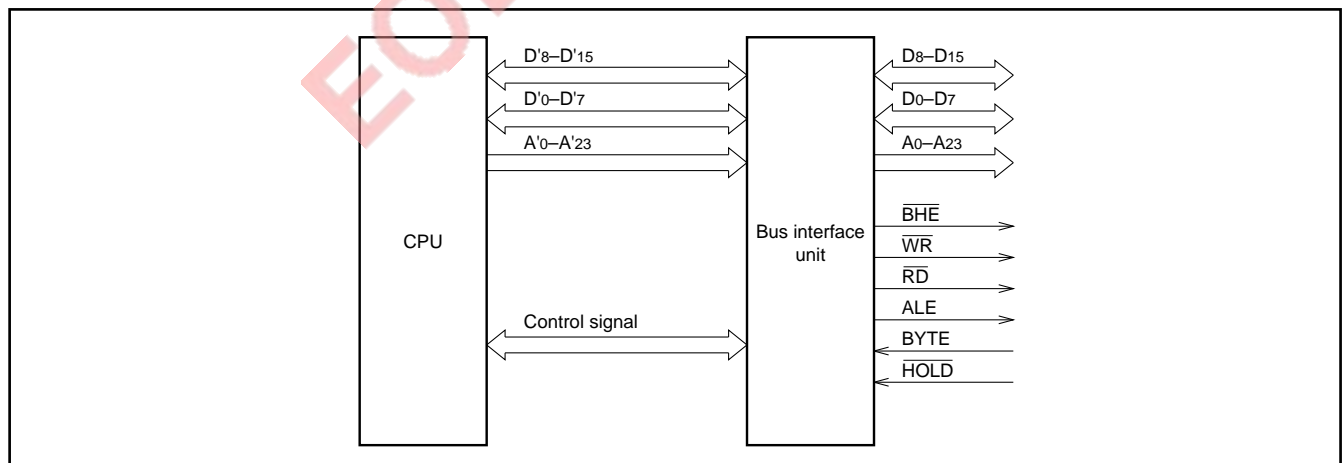 EOL
D'8–D'15
D8–D15
D'0–D'7
D0–D7
A'0–A'23
A0–A23
CPU
Bus interface
unit
BHE
WR
RD
ALE
BYTE
HOLD
Control signal